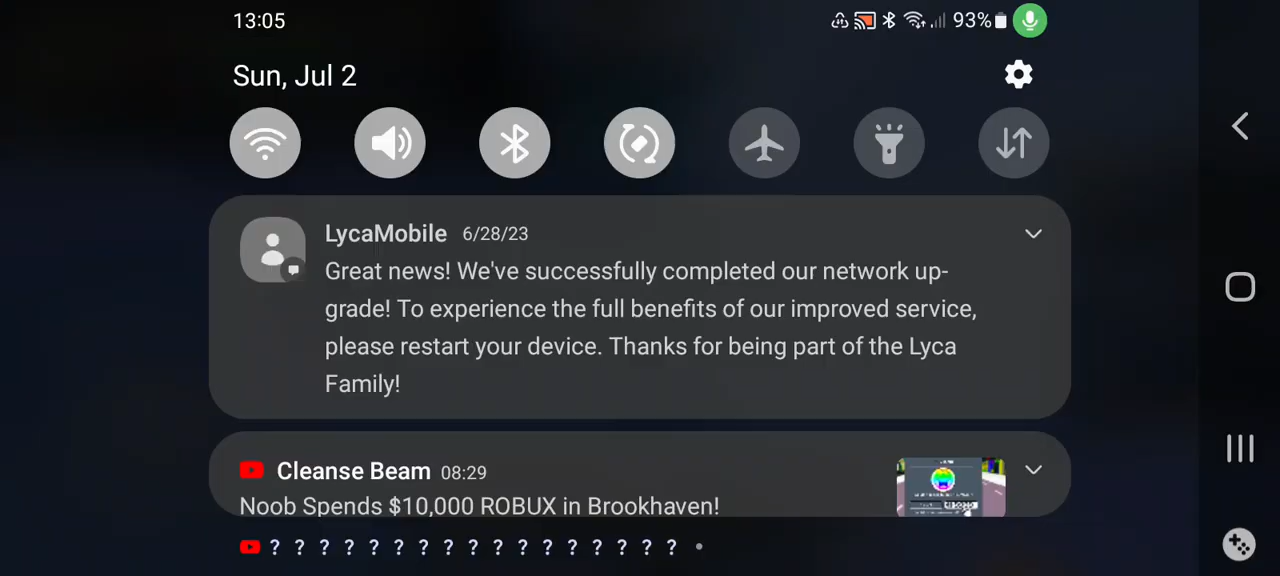 13:05
93%
Sun, Jul 2
LycaMobile 6/28/23
Great news! We've successfully completed our network up-
grade! To experience the full benefits of our improved service,
please restart your device. Thanks for being part of the Lyca
Family!
Cleanse Beam 08:29
Noob Spends $10,000 ROBUX in Brookhaven!
? ? ? ? ? ? ? ? ? ? ? ? ? ? ? ? ? •